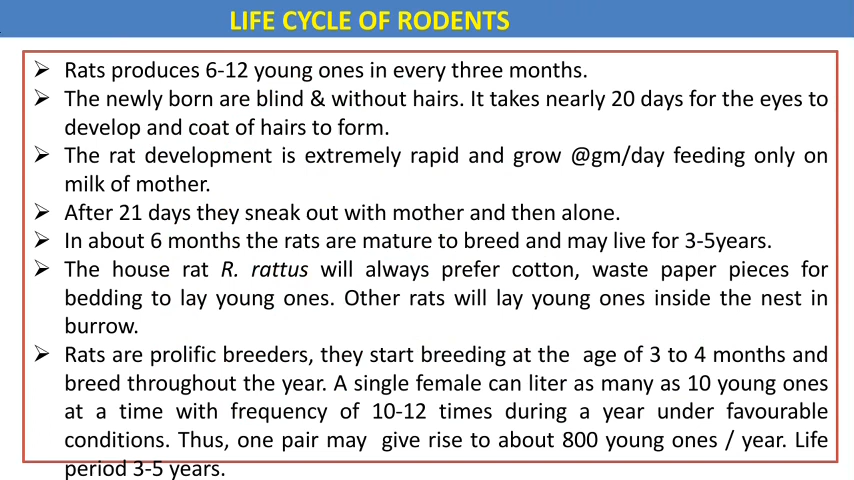 LIFE CYCLE OF RODENTS
➢ Rats produces 6-12 young ones in every three months.
➢ The newly born are blind & without hairs. It takes nearly 20 days for the eyes to
develop and coat of hairs to form.
➢ The rat development is extremely rapid and grow @gm/day feeding only on
milk of mother.
➢ After 21 days they sneak out with mother and then alone.
➢ In about 6 months the rats are mature to breed and may live for 3-5years.
➢ The house rat R. rattus will always prefer cotton, waste paper pieces for
bedding to lay young ones. Other rats will lay young ones inside the nest in
burrow.
➢ Rats are prolific breeders, they start breeding at the age of 3 to 4 months and
breed throughout the year. A single female can liter as many as 10 young ones
at a time with frequency of 10-12 times during a year under favourable
conditions. Thus, one pair may give rise to about 800 young ones / year. Life
period 3-5 years.